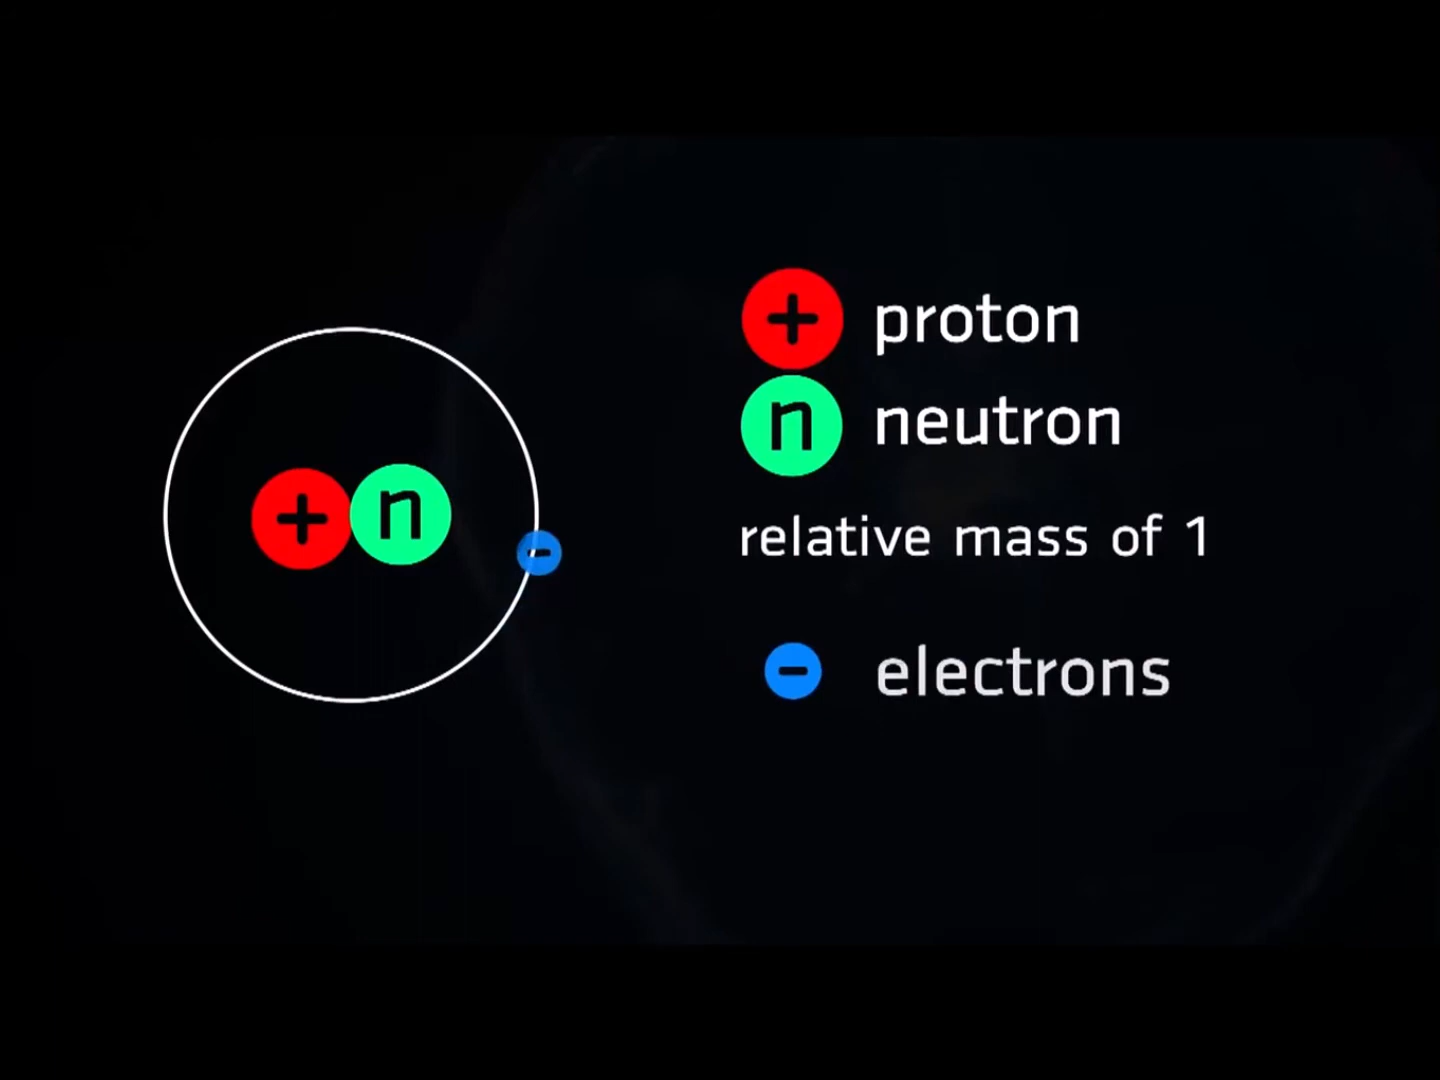 + proton
n neutron
+ n
relative mass of 1
-
- electrons